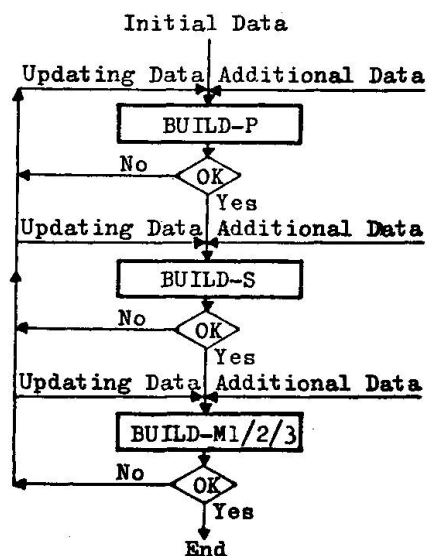 Initial Data
Updating Data Additional Data
BUILD-P
No
OK
Yes
Updating Data Additional Data
BUILD-S
No
OK
Yes
Updating Data Additional Data
BUILD-M1/2/3
No
OK
Yes
End